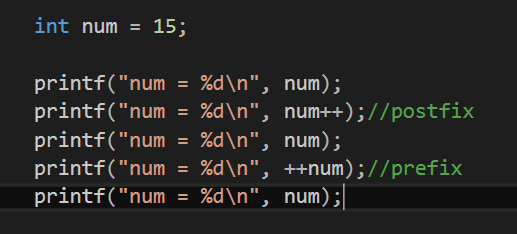 int num = 15;
printf("num = %d\n", num);
printf("num = %d\n", num++);//postfix
printf("num = %d\n", num);
printf("num = %d\n", ++num);//prefix
printf("num = %d\n", num);